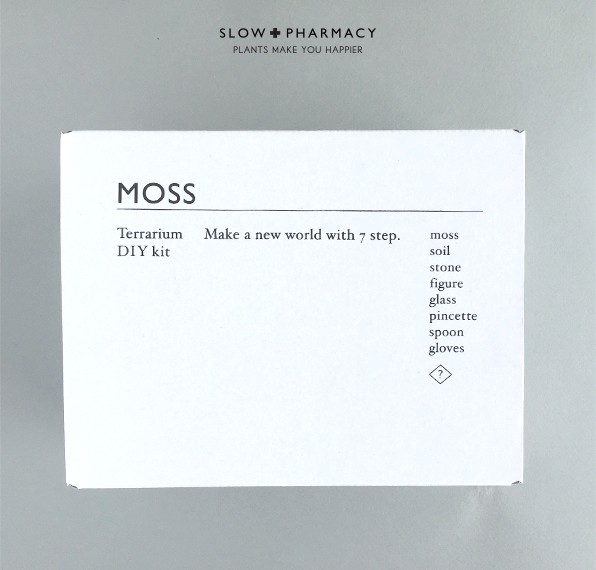 SLOW✚PHARMACY
PLANTS MAKE YOU HAPPIER
MOSS
Terrarium
DIY kit
Make a new world with 7 step.
moss
soil
stone
figure
glass
pincette
spoon
gloves
?